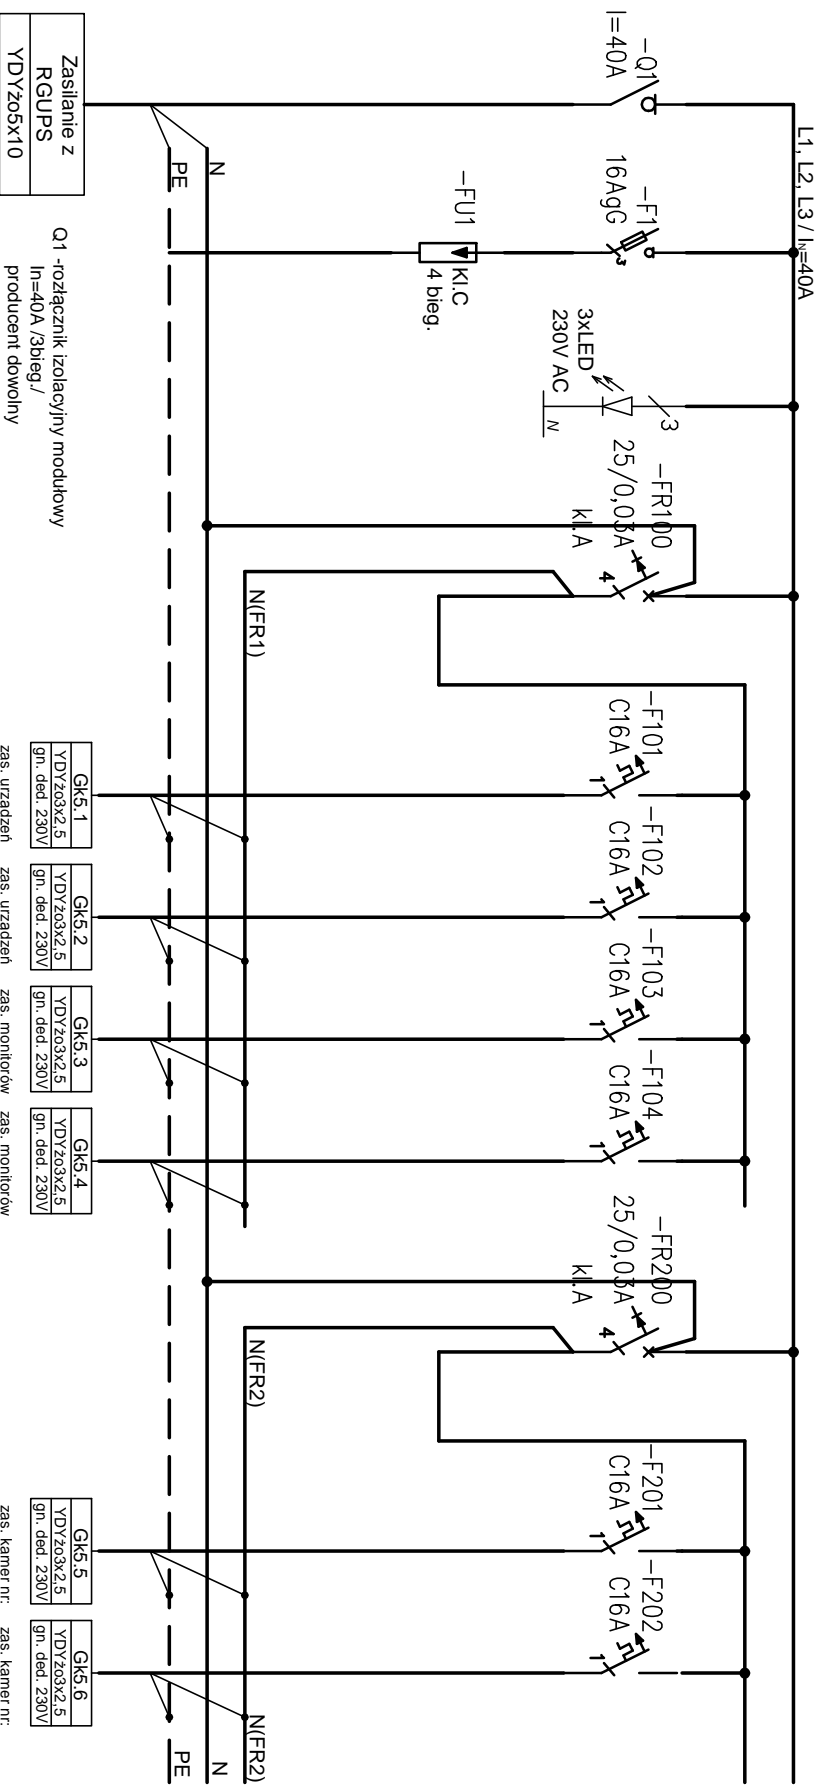 L1, L2, L3 / IN=40A
-Q1
I=40A
-F1
16AgG
-FU1
Kl.C
4 bieg.
3xLED
230V AC
N
3
-FR100
25/0,03A
kl.A
4
-F101
C16A
1
-F102
C16A
1
-F103
C16A
1
-F104
C16A
1
-FR200
25/0,03A
kl.A
4
-F201
C16A
1
-F202
C16A
1
N(FR1)
N(FR2)
N(FR2)
N
PE
N
PE
Zasilanie z
RGUPS
YDYżo5x10
Q1 -rozłącznik izolacyjny modułowy
In=40A /3bieg./
producent dowolny
Gk5.1
YDYżo3x2,5
gn. ded. 230V
zas. urzadzeń
Gk5.2
YDYżo3x2,5
gn. ded. 230V
zas. urzadzeń
Gk5.3
YDYżo3x2,5
gn. ded. 230V
zas. monitorów
Gk5.4
YDYżo3x2,5
gn. ded. 230V
zas. monitorów
Gk5.5
YDYżo3x2,5
gn. ded. 230V
zas. kamer nr:
Gk5.6
YDYżo3x2,5
gn. ded. 230V
zas. kamer nr: